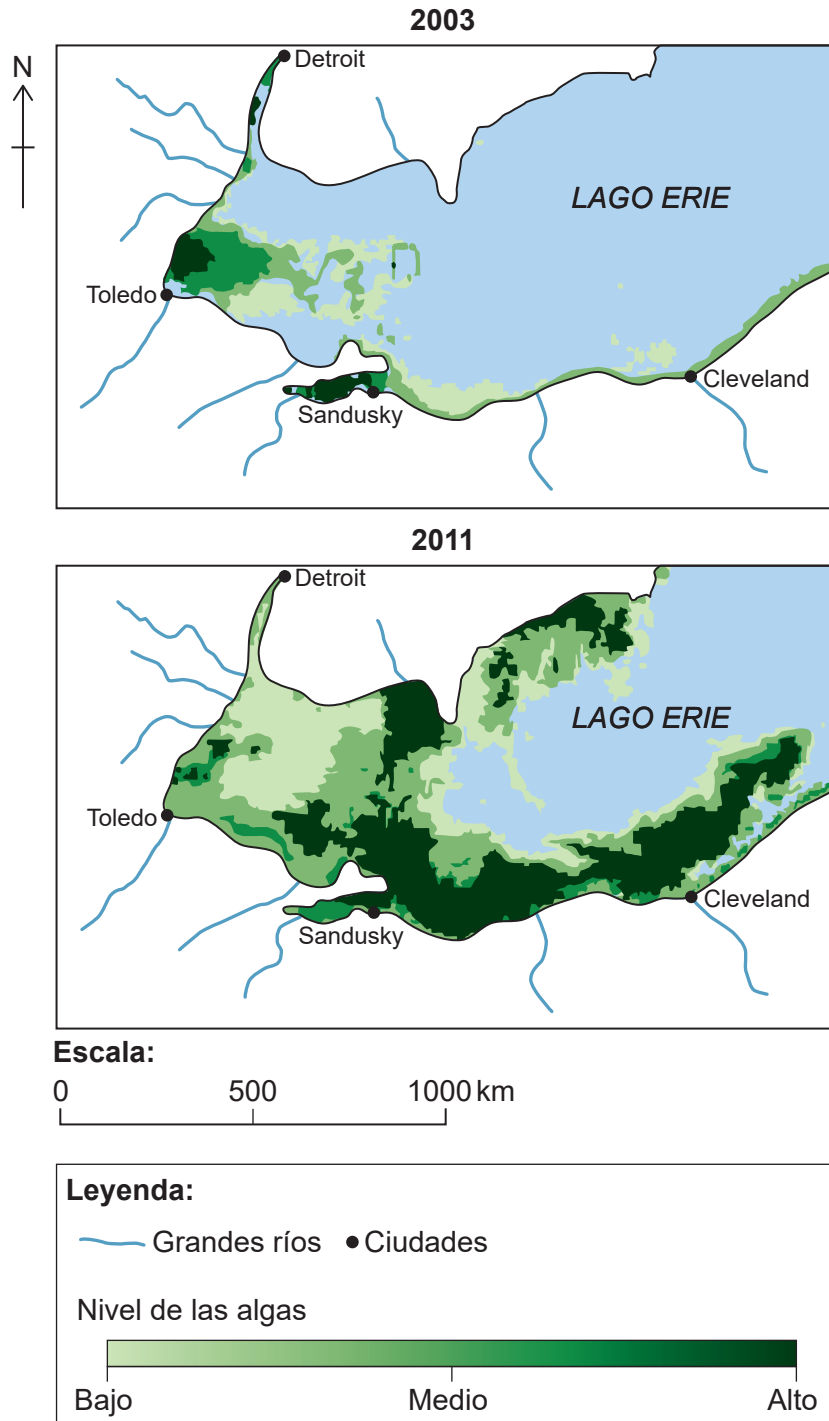 2003
N
Detroit
LAGO ERIE
Toledo
Cleveland
Sandusky
2011
Detroit
LAGO ERIE
Toledo
Cleveland
Sandusky
Escala:
0 500 1000 km
Leyenda:
Grandes ríos Ciudades
Nivel de las algas
Bajo Medio Alto